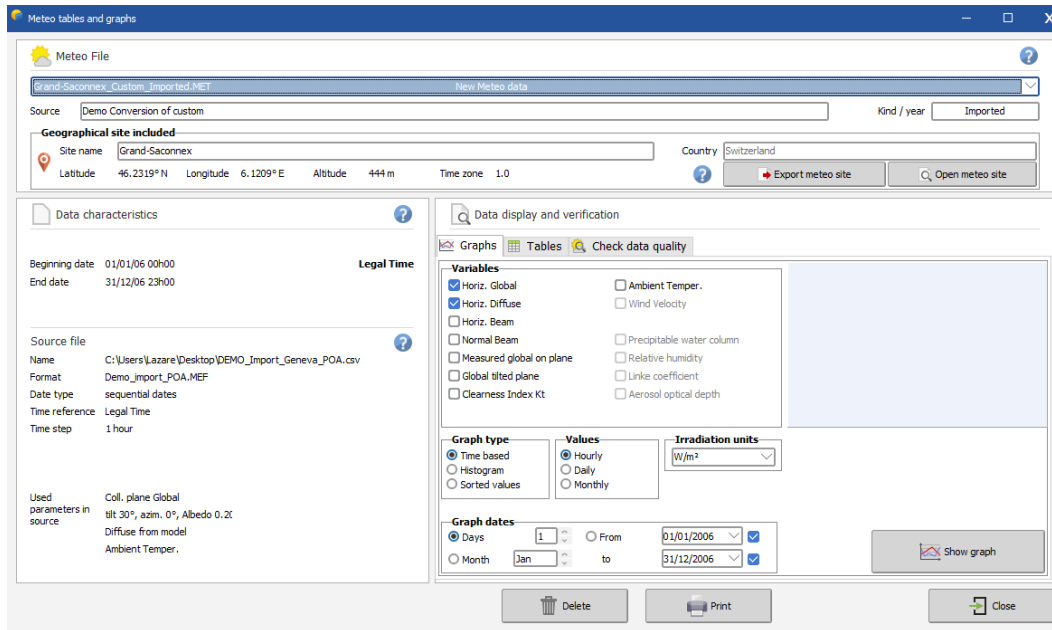 Meteo tables and graphs
Meteo File
Grand-Saconnex_Custom_Imported.MET New Meteo data
Source Demo Conversion of custom Kind / year Imported
Geographical site included
Site name Grand-Saconnex Country Switzerland
Latitude 46.2319° N Longitude 6.1209° E Altitude 444 m Time zone 1.0 Export meteo site Open meteo site
Data characteristics
Beginning date 01/01/06 00h00 Legal Time
End date 31/12/06 23h00
Source file
Name C:\Users\Lazare\Desktop\DEMO_Import_Geneva_POA.csv
Format Demo_import_POA.MEF
Date type sequential dates
Time reference Legal Time
Time step 1 hour
Used parameters in source
Coll. plane Global
tilt 30°, azim. 0°, Albedo 0.20
Diffuse from model
Ambient Temper.
Data display and verification
Graphs Tables Check data quality
Variables
Horiz. Global Ambient Temper.
Horiz. Diffuse Wind Velocity
Horiz. Beam
Normal Beam Precipitable water column
Measured global on plane Relative humidity
Global tilted plane Linke coefficient
Clearness Index Kt Aerosol optical depth
Graph type Values Irradiation units
Time based Hourly W/m²
Histogram Daily
Sorted values Monthly
Graph dates
Days 1 From 01/01/2006
Month Jan to 31/12/2006
Show graph
Delete Print Close